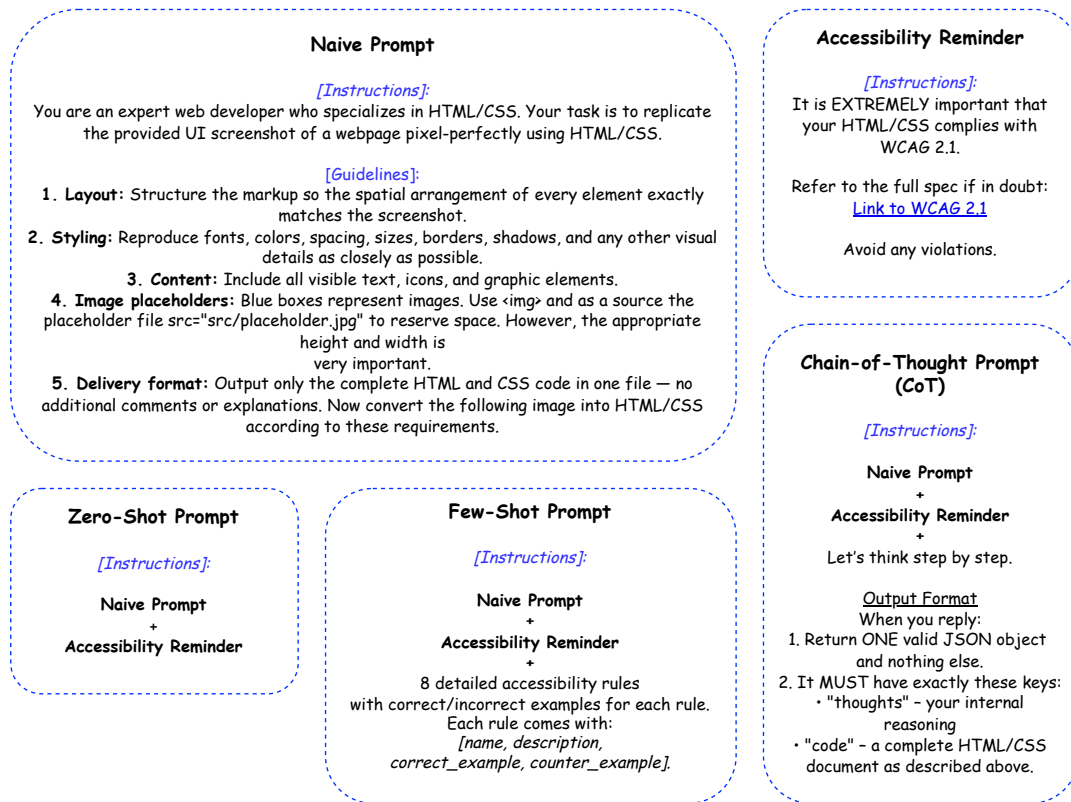 Naive Prompt
[Instructions]:
You are an expert web developer who specializes in HTML/CSS. Your task is to replicate
the provided UI screenshot of a webpage pixel-perfectly using HTML/CSS.
[Guidelines]:
1. Layout: Structure the markup so the spatial arrangement of every element exactly
matches the screenshot.
2. Styling: Reproduce fonts, colors, spacing, sizes, borders, shadows, and any other visual
details as closely as possible.
3. Content: Include all visible text, icons, and graphic elements.
4. Image placeholders: Blue boxes represent images. Use <img> and as a source the
placeholder file src="src/placeholder.jpg" to reserve space. However, the appropriate
height and width is
very important.
5. Delivery format: Output only the complete HTML and CSS code in one file — no
additional comments or explanations. Now convert the following image into HTML/CSS
according to these requirements.
Accessibility Reminder
[Instructions]:
It is EXTREMELY important that
your HTML/CSS complies with
WCAG 2.1.
Refer to the full spec if in doubt:
Link to WCAG 2.1
Avoid any violations.
Zero-Shot Prompt
[Instructions]:
Naive Prompt
+
Accessibility Reminder
Few-Shot Prompt
[Instructions]:
Naive Prompt
+
Accessibility Reminder
+
8 detailed accessibility rules
with correct/incorrect examples for each rule.
Each rule comes with:
[name, description,
correct_example, counter_example].
Chain-of-Thought Prompt
(CoT)
[Instructions]:
Naive Prompt
+
Accessibility Reminder
+
Let's think step by step.
Output Format
When you reply:
1. Return ONE valid JSON object
and nothing else.
2. It MUST have exactly these keys:
• "thoughts" – your internal
reasoning
• "code" – a complete HTML/CSS
document as described above.